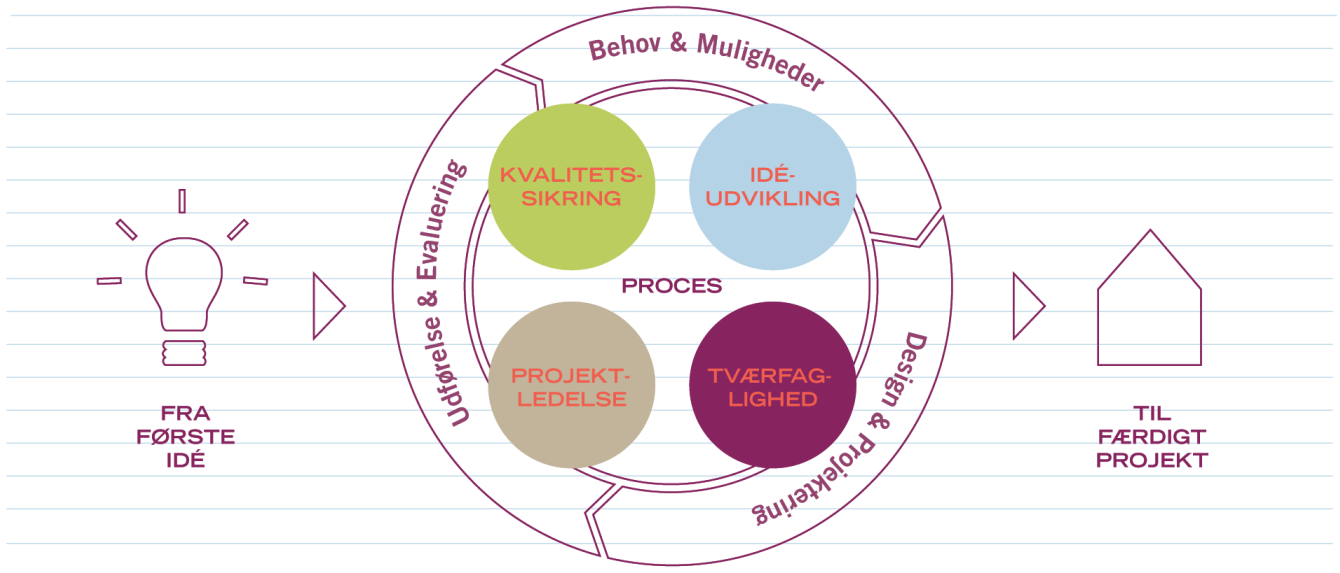 FRA
FØRSTE
IDÉ
Behov & Muligheder
Design & Projektering
Udførelse & Evaluering
KVALITETS-
SIKRING
IDÉ-
UDVIKLING
PROCES
PROJEKT-
LEDELSE
TVÆRFAG-
LIGHED
TIL
FÆRDIGT
PROJEKT